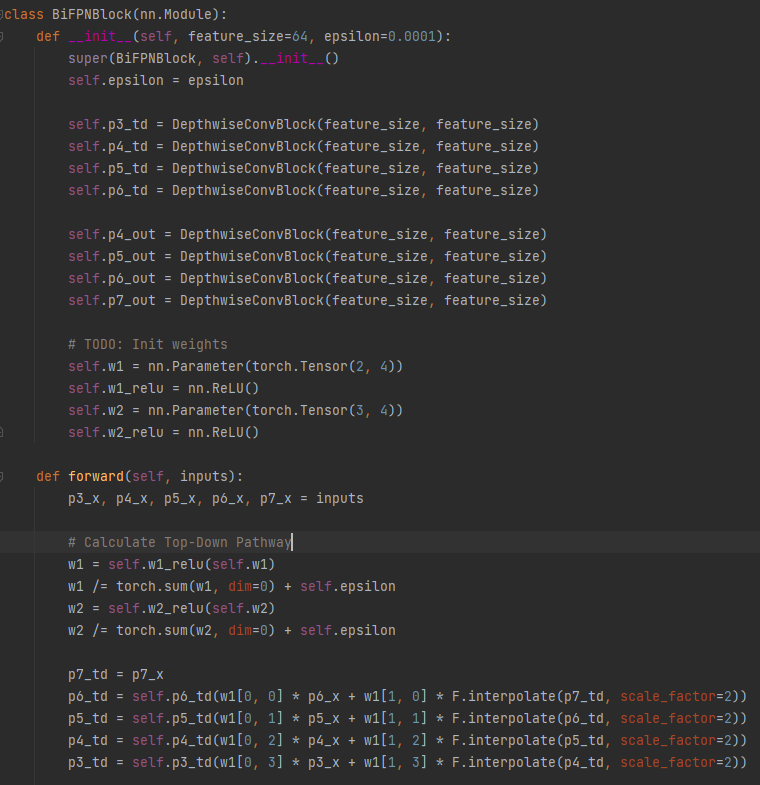 class BiFPNBlock(nn.Module):
    def __init__(self, feature_size=64, epsilon=0.0001):
        super(BiFPNBlock, self).__init__()
        self.epsilon = epsilon

        self.p3_td = DepthwiseConvBlock(feature_size, feature_size)
        self.p4_td = DepthwiseConvBlock(feature_size, feature_size)
        self.p5_td = DepthwiseConvBlock(feature_size, feature_size)
        self.p6_td = DepthwiseConvBlock(feature_size, feature_size)

        self.p4_out = DepthwiseConvBlock(feature_size, feature_size)
        self.p5_out = DepthwiseConvBlock(feature_size, feature_size)
        self.p6_out = DepthwiseConvBlock(feature_size, feature_size)
        self.p7_out = DepthwiseConvBlock(feature_size, feature_size)

        # TODO: Init weights
        self.w1 = nn.Parameter(torch.Tensor(2, 4))
        self.w1_relu = nn.ReLU()
        self.w2 = nn.Parameter(torch.Tensor(3, 4))
        self.w2_relu = nn.ReLU()

    def forward(self, inputs):
        p3_x, p4_x, p5_x, p6_x, p7_x = inputs

        # Calculate Top-Down Pathway
        w1 = self.w1_relu(self.w1)
        w1 /= torch.sum(w1, dim=0) + self.epsilon
        w2 = self.w2_relu(self.w2)
        w2 /= torch.sum(w2, dim=0) + self.epsilon

        p7_td = p7_x
        p6_td = self.p6_td(w1[0, 0] * p6_x + w1[1, 0] * F.interpolate(p7_td, scale_factor=2))
        p5_td = self.p5_td(w1[0, 1] * p5_x + w1[1, 1] * F.interpolate(p6_td, scale_factor=2))
        p4_td = self.p4_td(w1[0, 2] * p4_x + w1[1, 2] * F.interpolate(p5_td, scale_factor=2))
        p3_td = self.p3_td(w1[0, 3] * p3_x + w1[1, 3] * F.interpolate(p4_td, scale_factor=2))